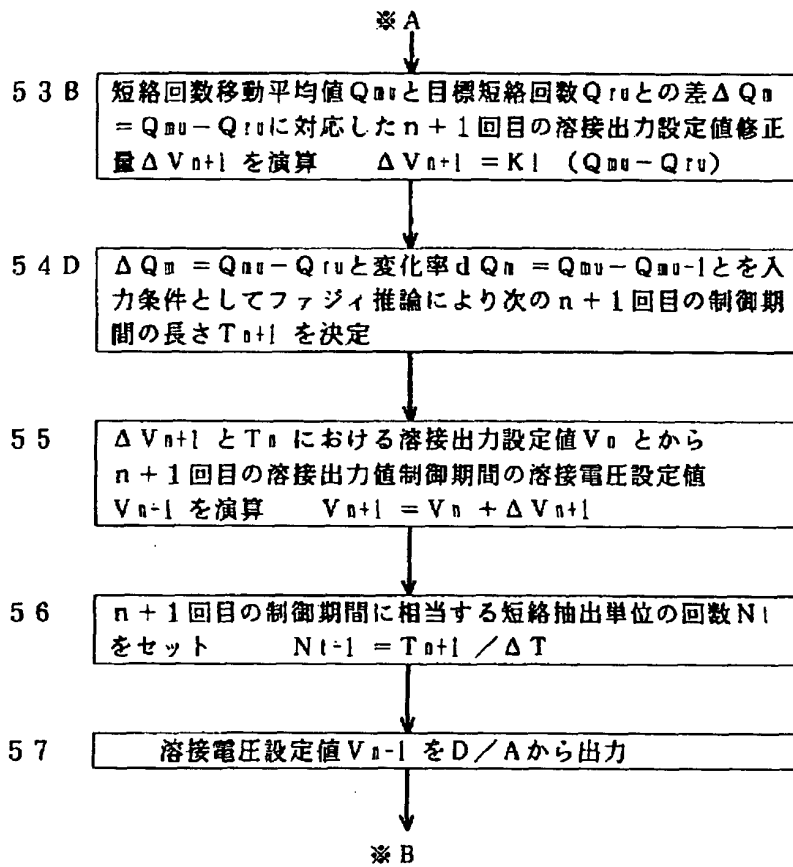 ※A
53B 短絡回数移動平均値Qmuと目標短絡回数Qruとの差ΔQm
=Qmu-Qruに対応したn+1回目の溶接出力設定値修正
量ΔVn+1 を演算 ΔVn+1 =K1 (Qmu-Qru)
54D ΔQm =Qmu-Qruと変化率dQm =Qmu-Qmu-1とを入
力条件としてファジィ推論により次のn+1回目の制御期
間の長さTn+1 を決定
55 ΔVn+1 とTn における溶接出力設定値Vn とから
n+1回目の溶接出力値制御期間の溶接電圧設定値
Vn+1 を演算 Vn+1 =Vn +ΔVn+1
56 n+1回目の制御期間に相当する短絡抽出単位の回数Nt
をセット Nt-1 =Tn+1 /ΔT
57 溶接電圧設定値Vn-1 をD/Aから出力
※B